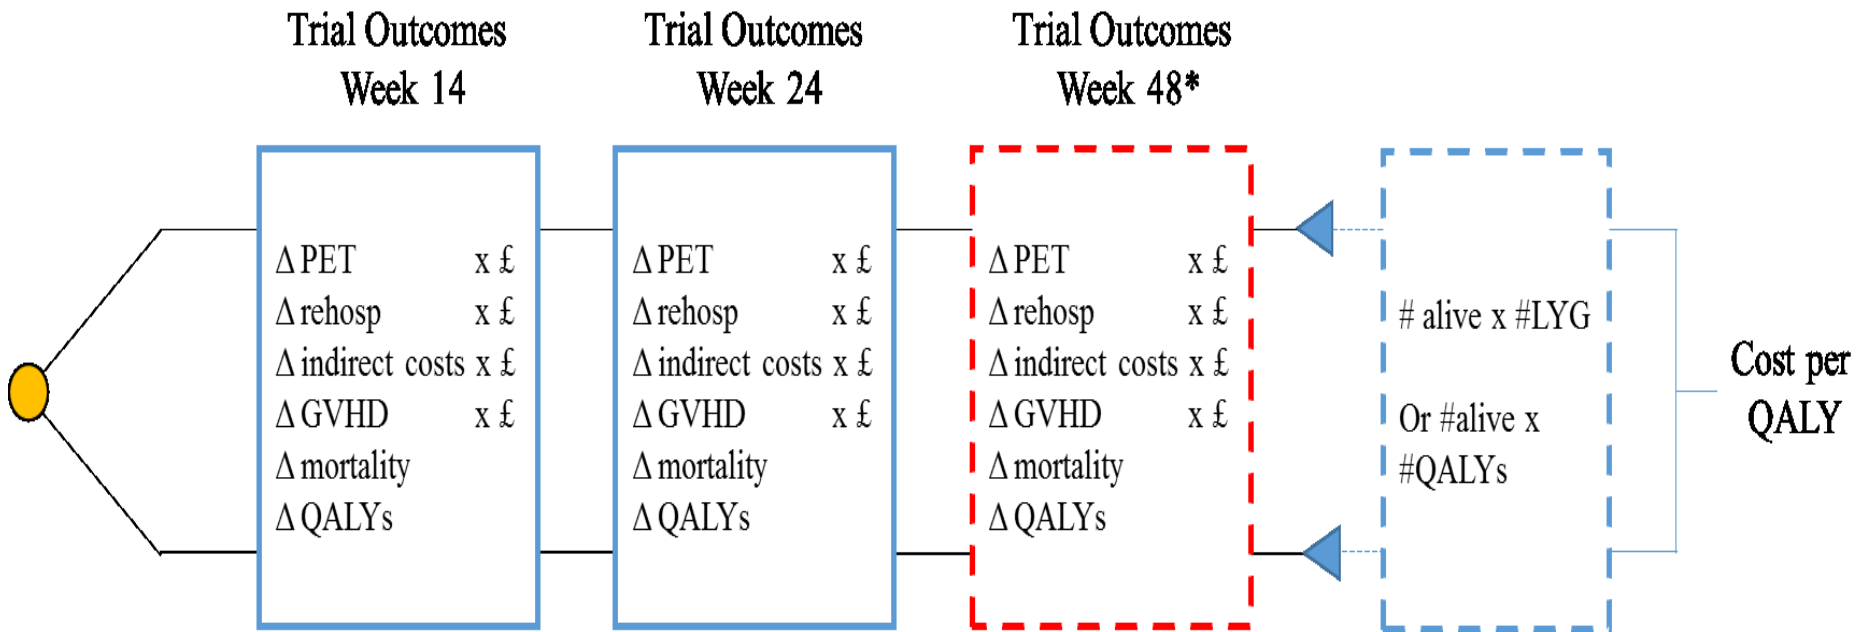 Trial Outcomes
Week 14
Trial Outcomes
Week 24
Trial Outcomes
Week 48*
Δ PET x £
Δ rehosp x £
Δ indirect costs x £
Δ GVHD x £
Δ mortality
Δ QALYs
Δ PET x £
Δ rehosp x £
Δ indirect costs x £
Δ GVHD x £
Δ mortality
Δ QALYs
Δ PET x £
Δ rehosp x £
Δ indirect costs x £
Δ GVHD x £
Δ mortality
Δ QALYs
# alive x #LYG
Or #alive x
#QALYs
Cost per
QALY